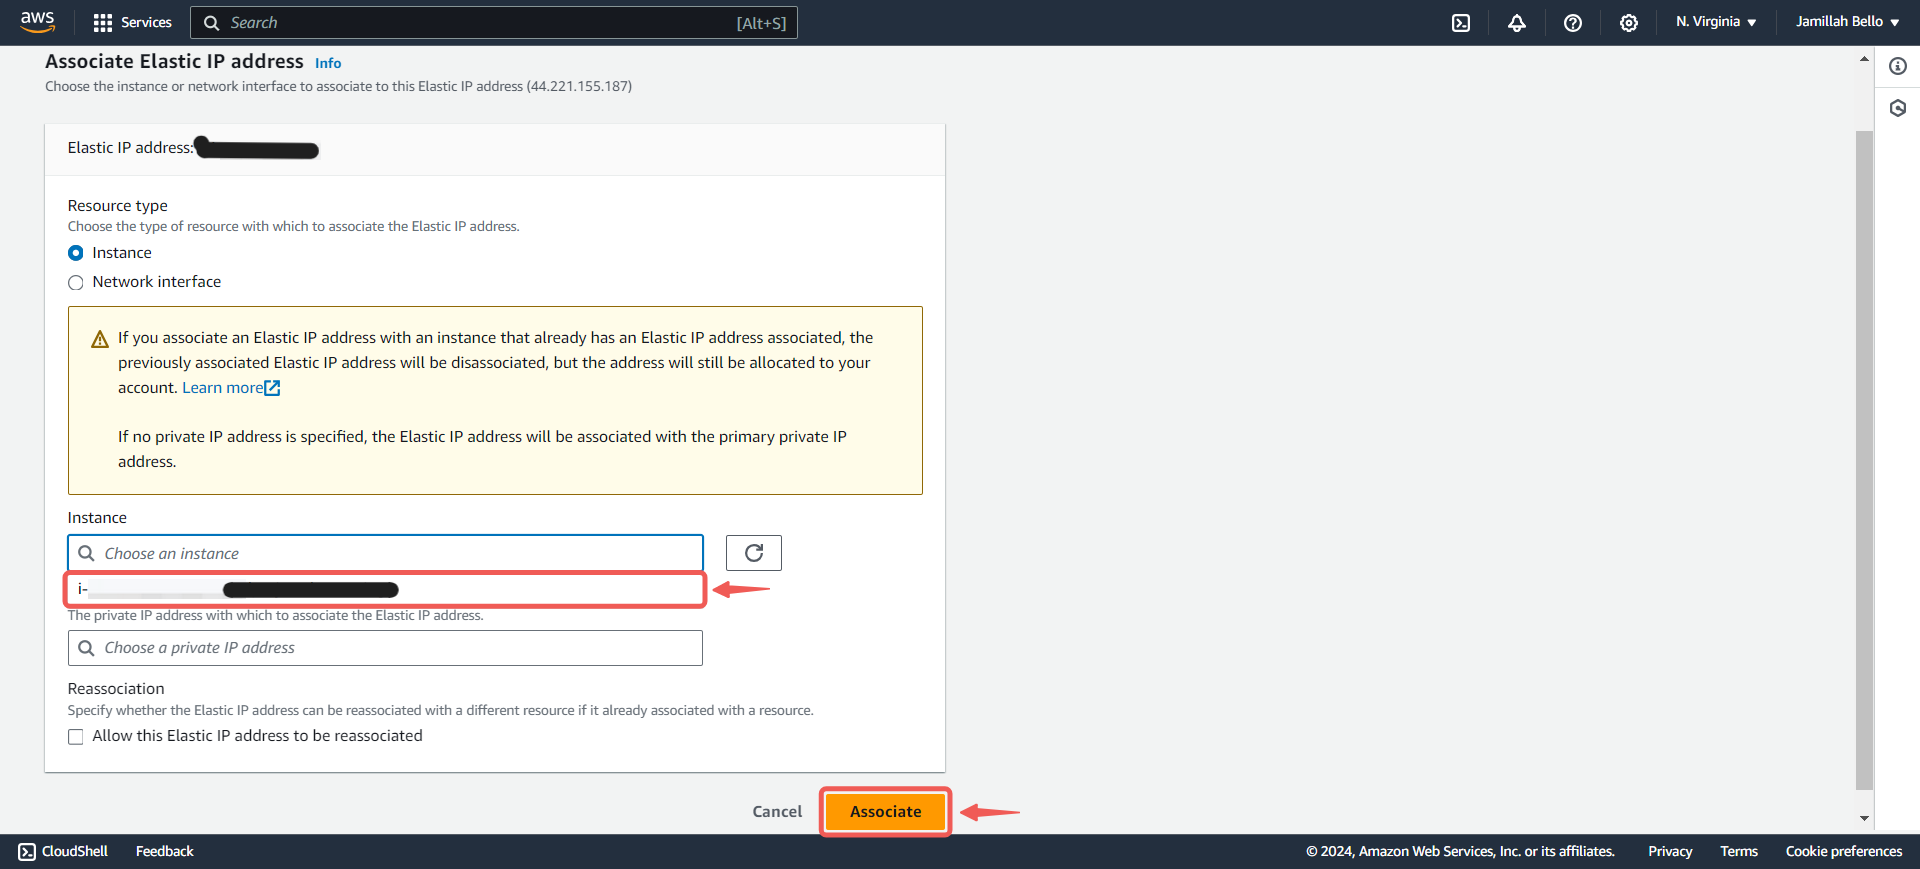 aws
Services
Search
[Alt+S]
N. Virginia
Jamillah Bello
Associate Elastic IP address Info
Choose the instance or network interface to associate to this Elastic IP address (44.221.155.187)
Elastic IP address:
Resource type
Choose the type of resource with which to associate the Elastic IP address.
Instance
Network interface
If you associate an Elastic IP address with an instance that already has an Elastic IP address associated, the
previously associated Elastic IP address will be disassociated, but the address will still be allocated to your
account. Learn more
If no private IP address is specified, the Elastic IP address will be associated with the primary private IP
address.
Instance
Choose an instance
i-
The private IP address with which to associate the Elastic IP address.
Choose a private IP address
Reassociation
Specify whether the Elastic IP address can be reassociated with a different resource if it already associated with a resource.
Allow this Elastic IP address to be reassociated
Cancel
Associate
CloudShell
Feedback
© 2024, Amazon Web Services, Inc. or its affiliates.
Privacy
Terms
Cookie preferences